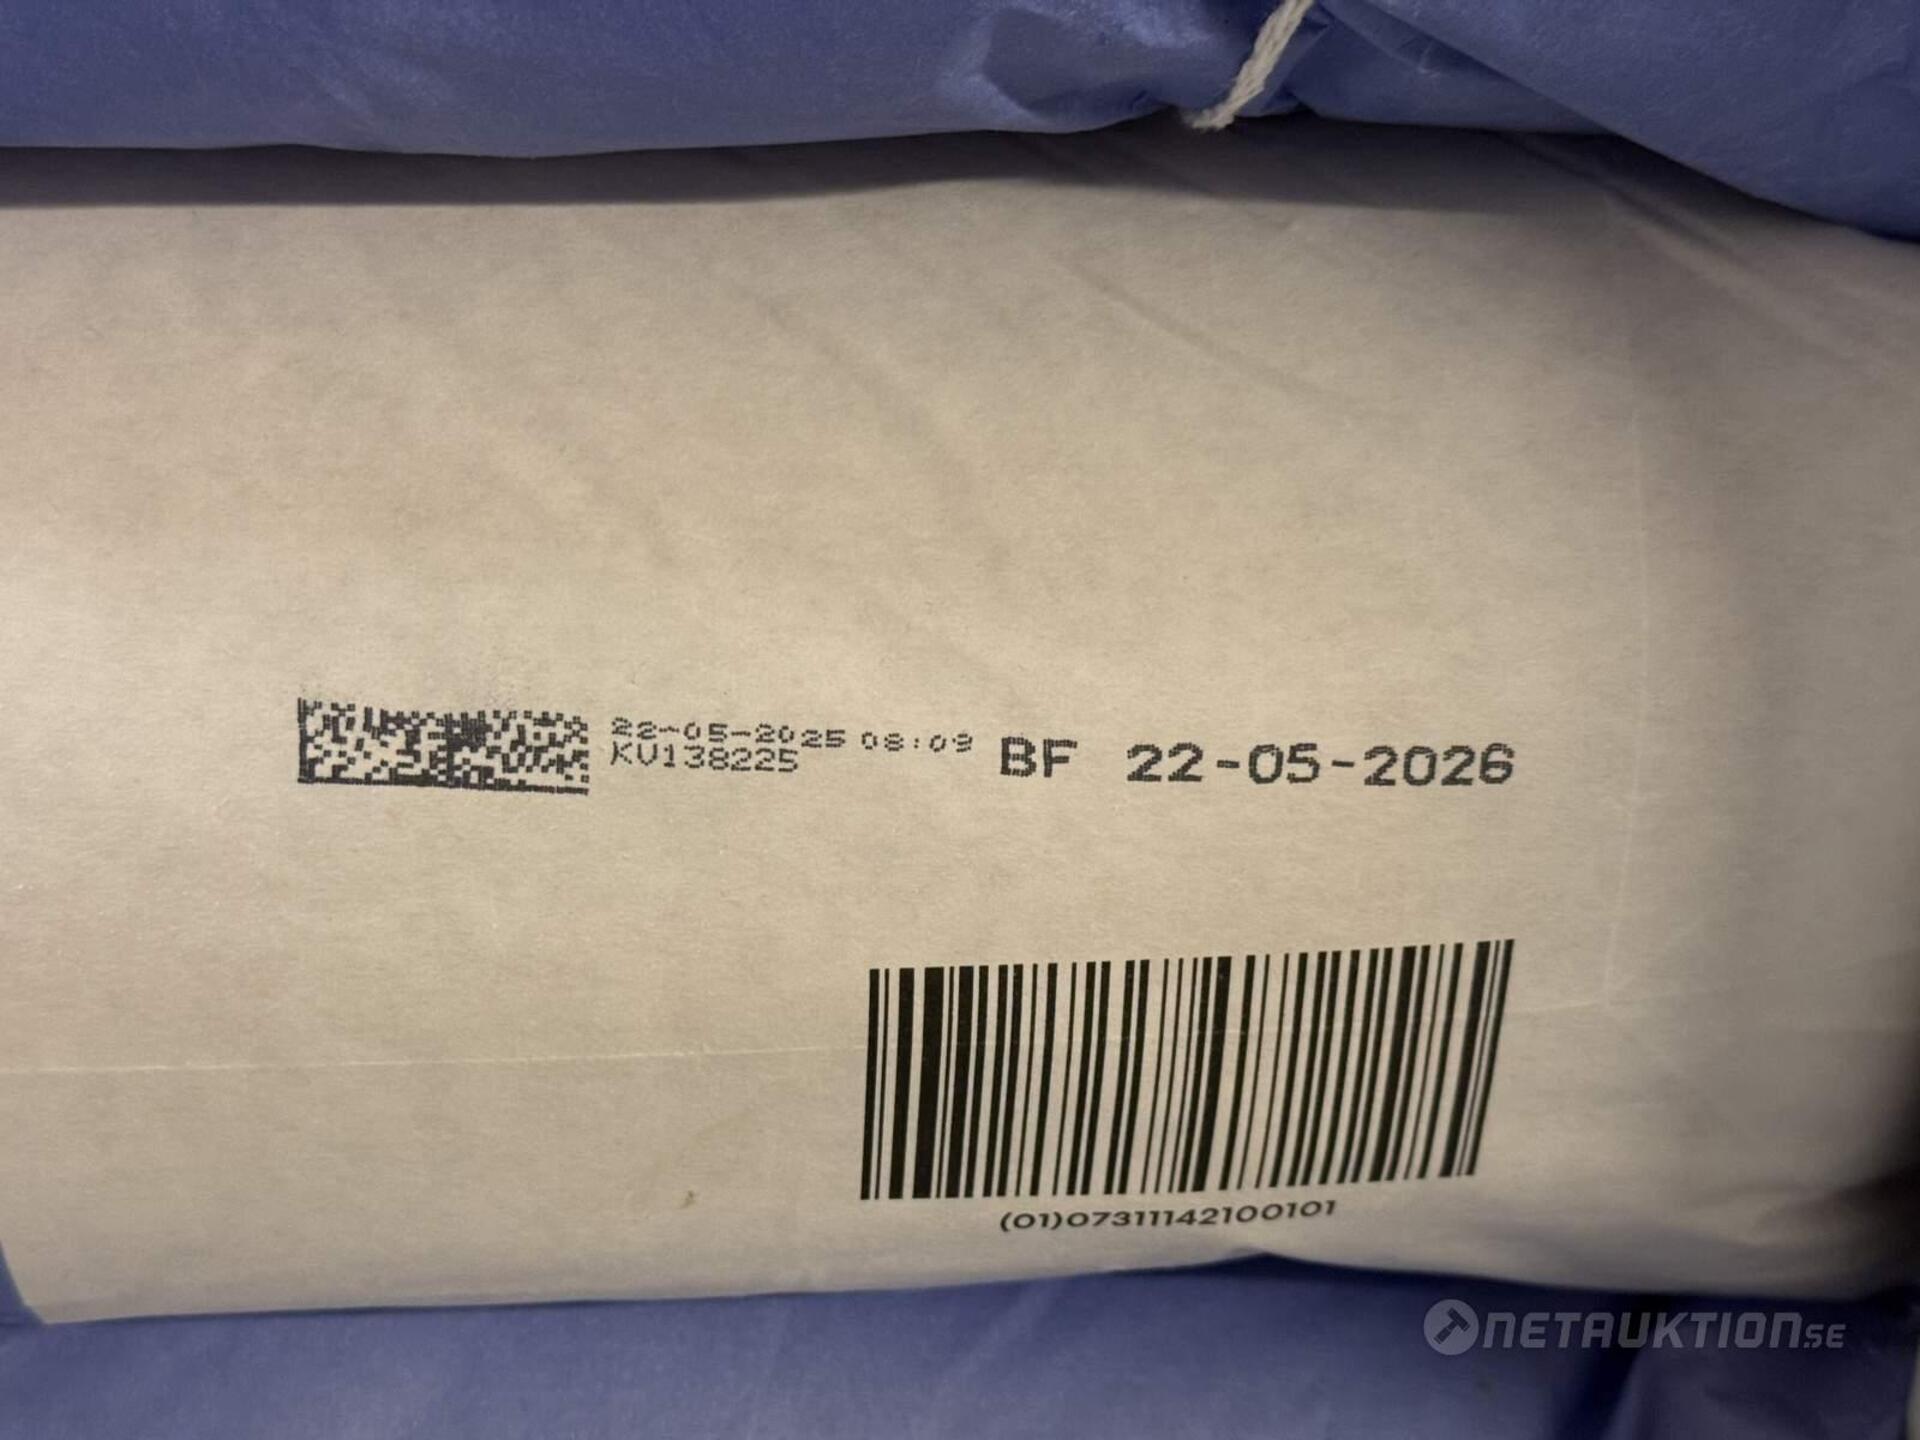 22-05-2025 08:09
KV138225
BF 22-05-2026
(01)07311142100101
NETAUKTION.SE